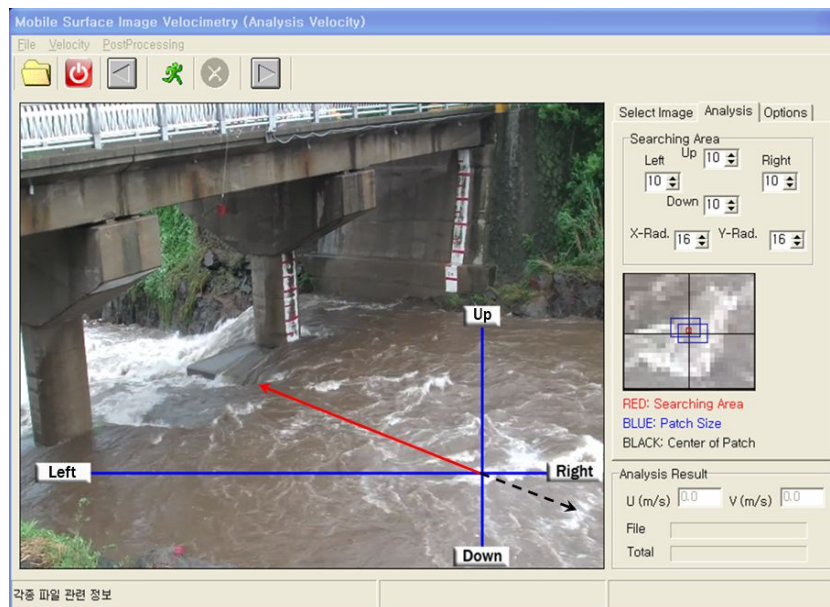 Mobile Surface Image Velocimetry (Analysis Velocity)
File Velocity PostProcessing
Select Image Analysis Options
Searching Area
Left Up 10 Right
10 10
Down 10
X-Rad. 16 Y-Rad. 16
RED: Searching Area
BLUE: Patch Size
BLACK: Center of Patch
Analysis Result
U (m/s) 0.0 V (m/s) 0.0
File
Total
Up
Left
Right
Down
각종 파일 관련 정보